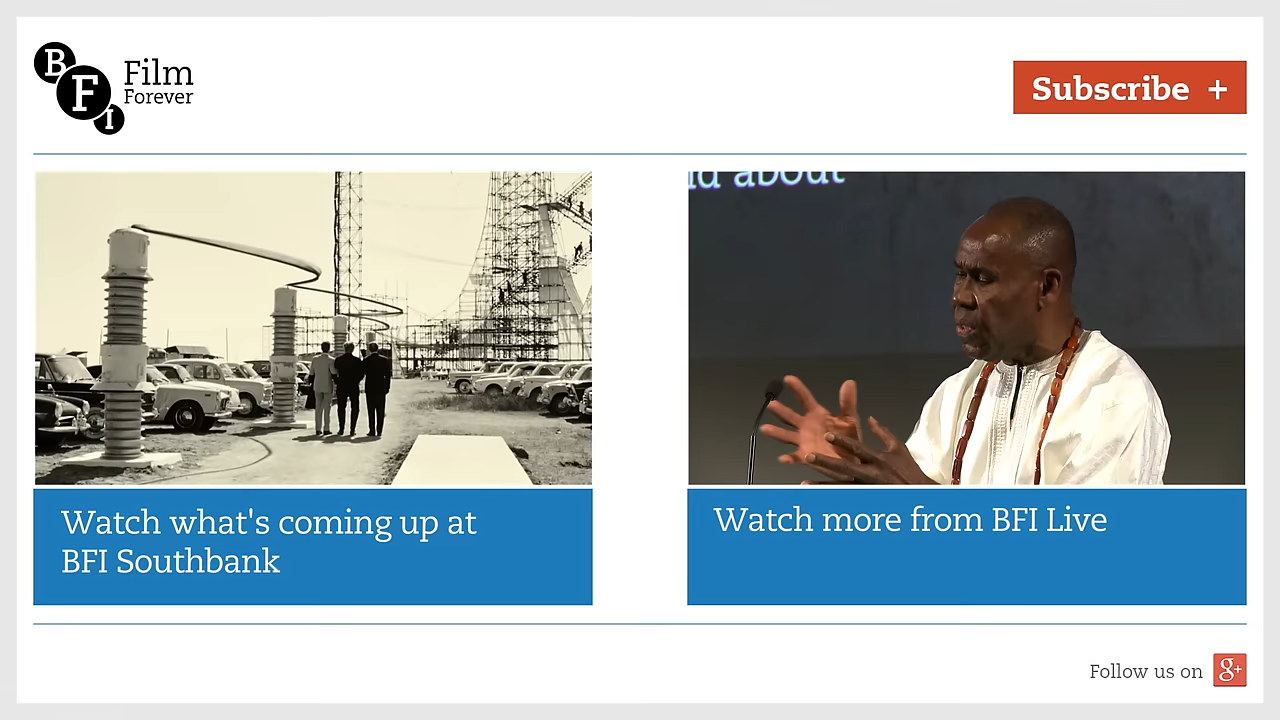 BFI
Film
Forever
Subscribe +
about
Watch what's coming up at
BFI Southbank
Watch more from BFI Live
Follow us on
g+